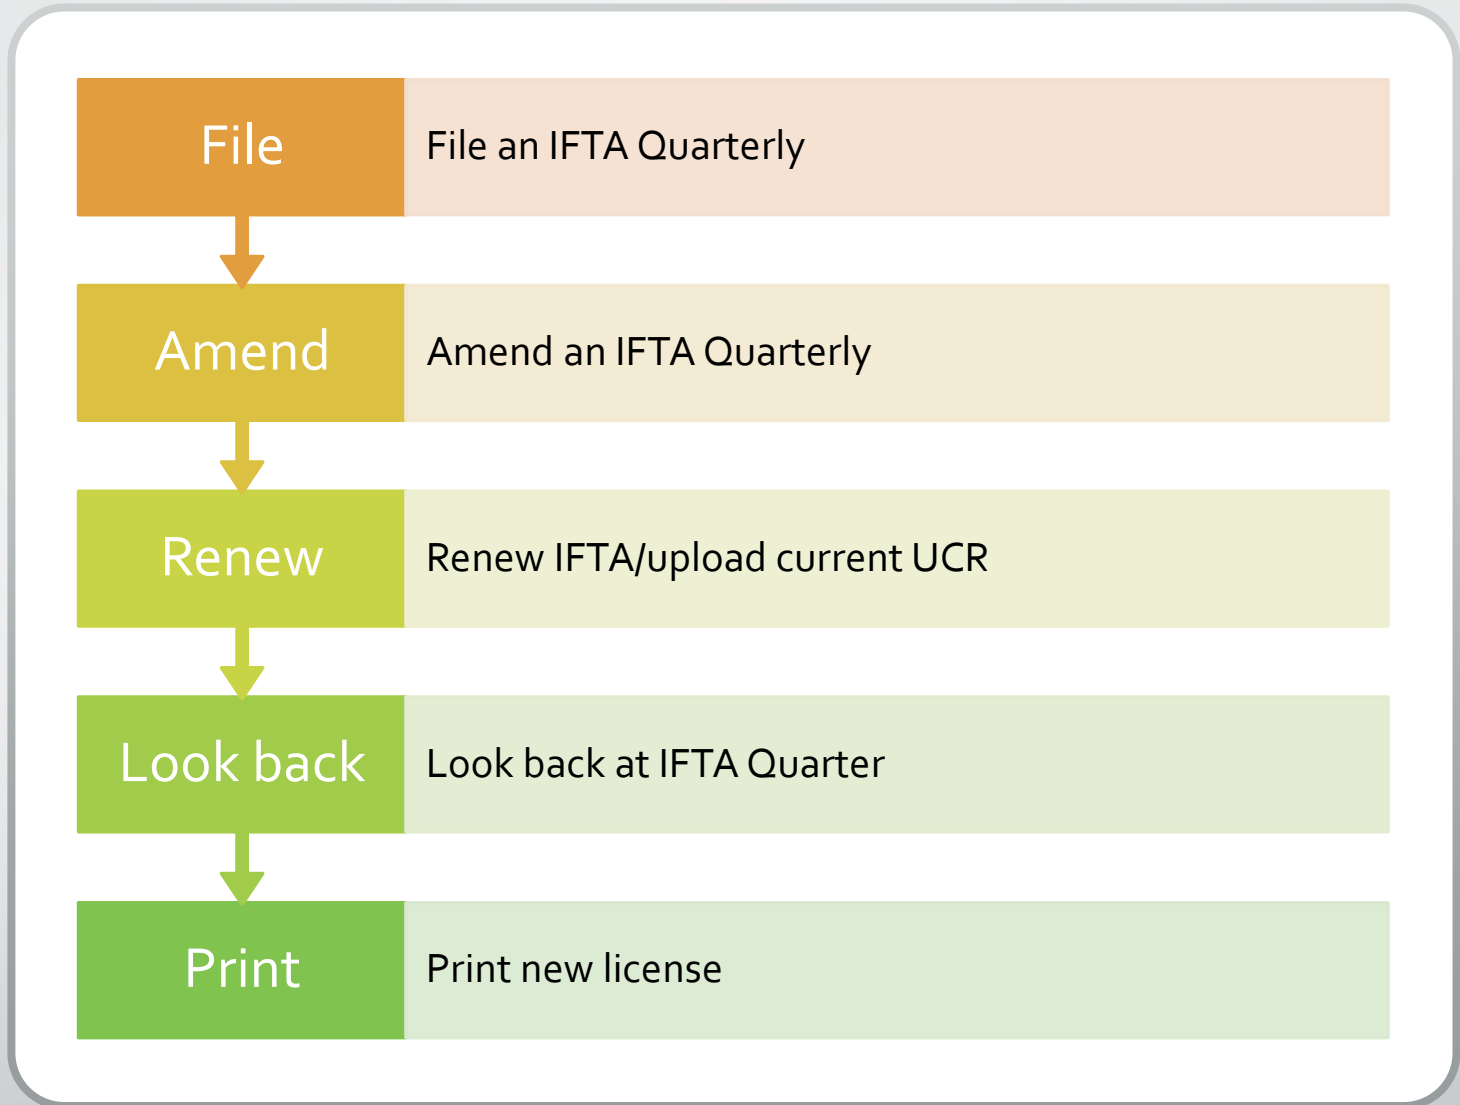 File
File an IFTA Quarterly
Amend
Amend an IFTA Quarterly
Renew
Renew IFTA/upload current UCR
Look back
Look back at IFTA Quarter
Print
Print new license